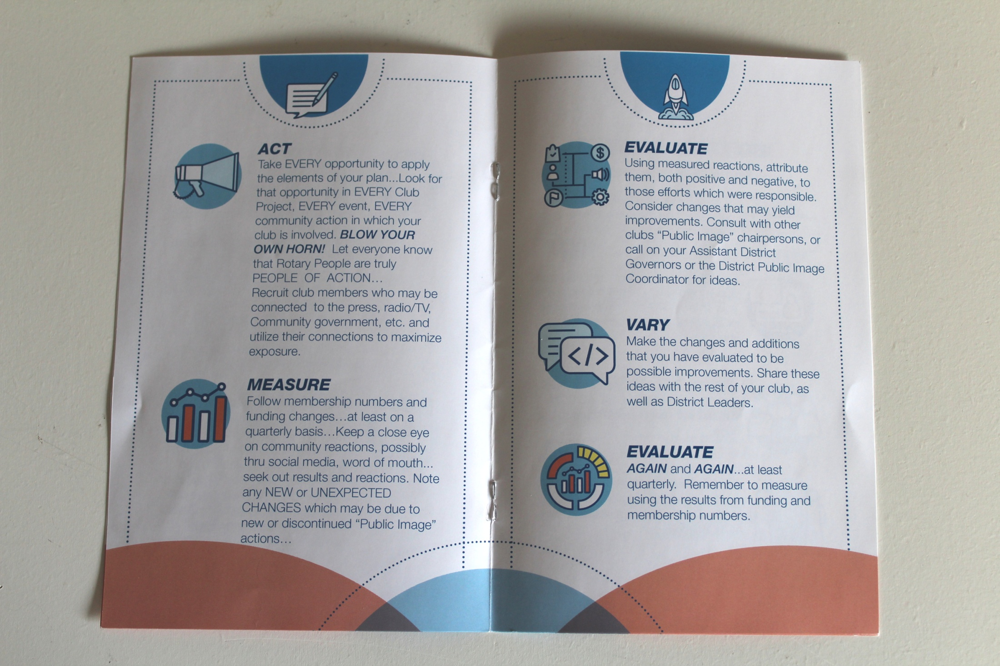 ACT
Take EVERY opportunity to apply
the elements of your plan...Look for
that opportunity in EVERY Club
Project, EVERY event, EVERY
community action in which your
club is involved. BLOW YOUR
OWN HORN! Let everyone know
that Rotary People are truly
PEOPLE OF ACTION...
Recruit club members who may be
connected to the press, radio/TV,
Community government, etc. and
utilize their connections to maximize
exposure.
MEASURE
Follow membership numbers and
funding changes...at least on a
quarterly basis...Keep a close eye
on community reactions, possibly
thru social media, word of mouth...
seek out results and reactions. Note
any NEW or UNEXPECTED
CHANGES which may be due to
new or discontinued “Public Image”
actions...
$
EVALUATE
Using measured reactions, attribute
them, both positive and negative, to
those efforts which were responsible.
Consider changes that may yield
improvements. Consult with other
clubs “Public Image” chairpersons, or
call on your Assistant District
Governors or the District Public Image
Coordinator for ideas.
</>
VARY
Make the changes and additions
that you have evaluated to be
possible improvements. Share these
ideas with the rest of your club, as
well as District Leaders.
EVALUATE
AGAIN and AGAIN...at least
quarterly. Remember to measure
using the results from funding and
membership numbers.